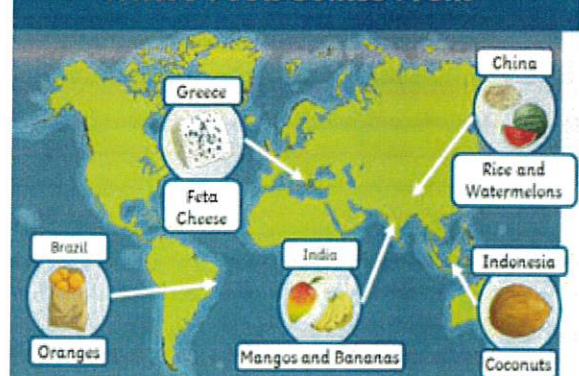 China
Greece
Rice and
Watermelons
Feta
Cheese
Brazil
India
Indonesia
Oranges
Mangos and Bananas
Coconuts